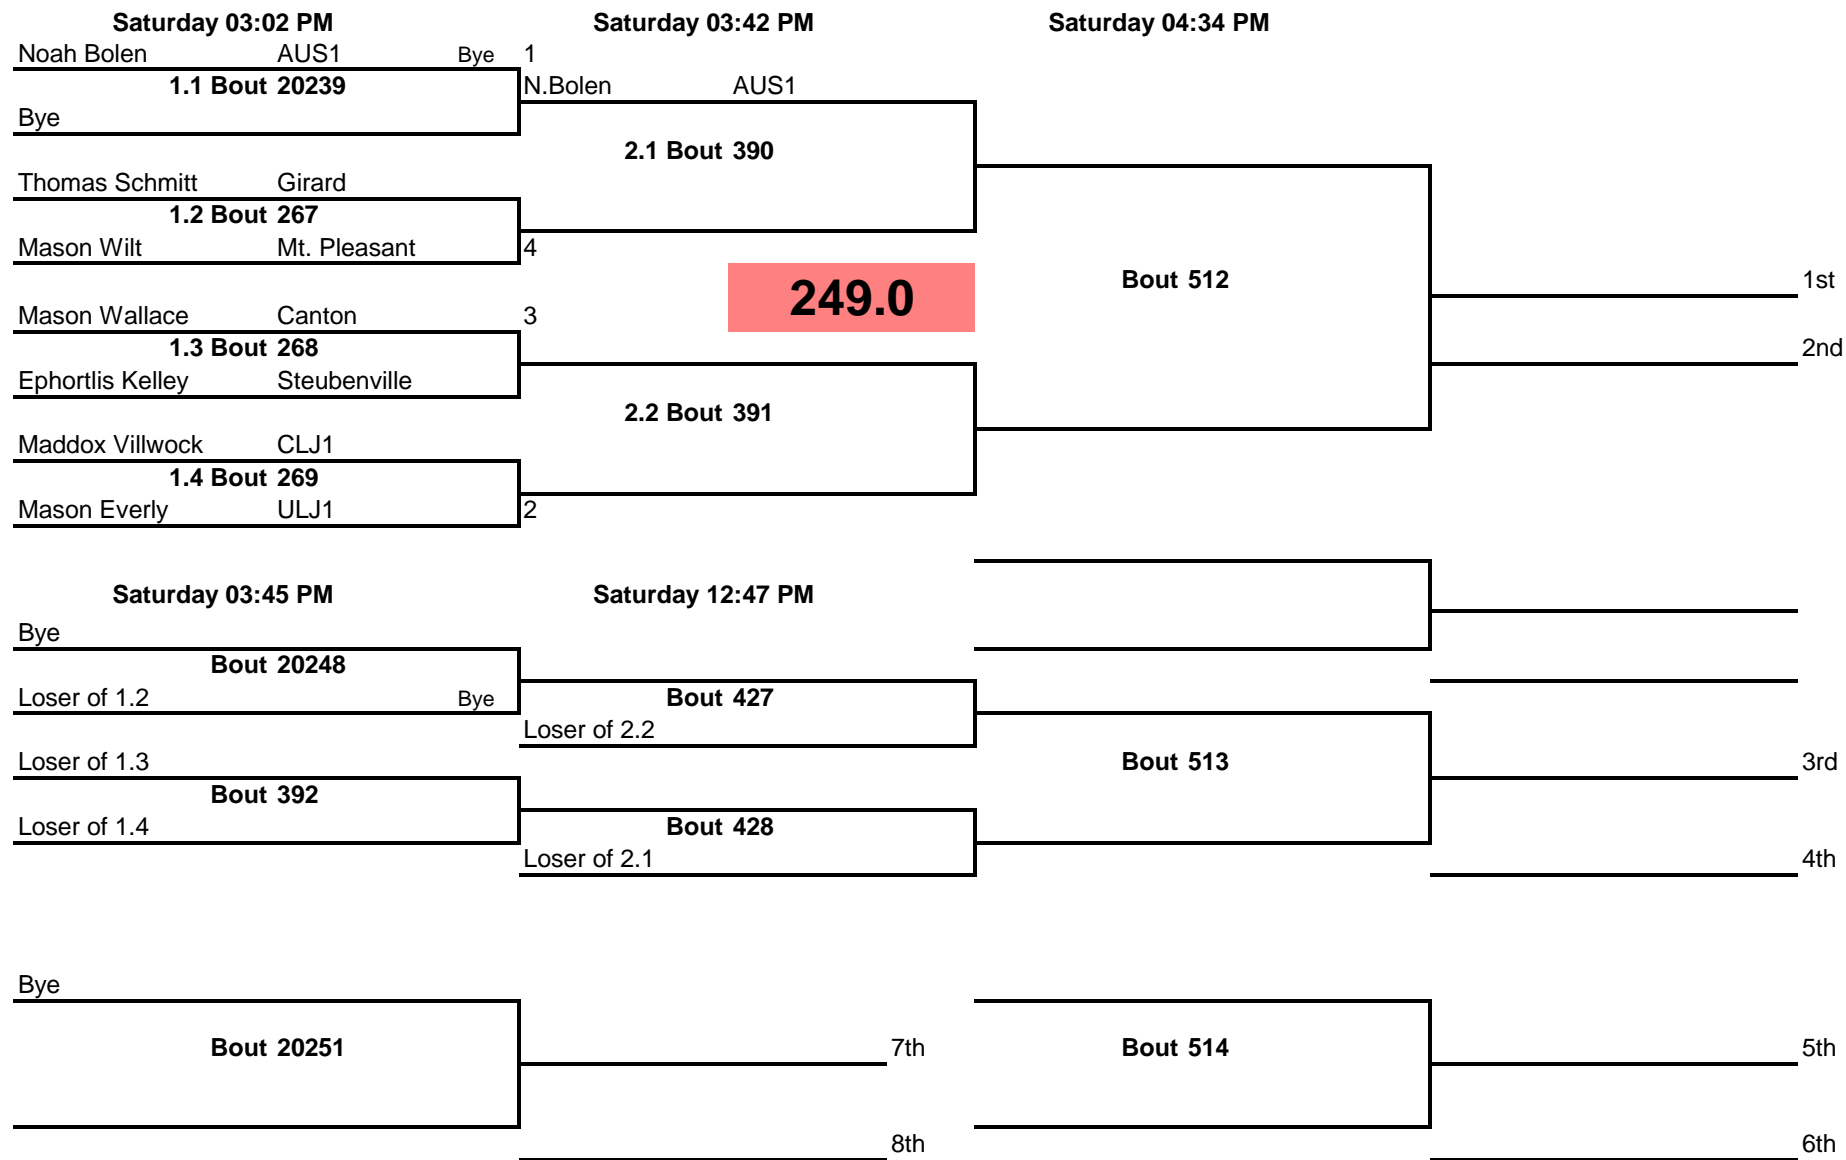 Saturday 03:02 PM Saturday 03:42 PM Saturday 04:34 PM
Noah Bolen AUS1 Bye 1
1.1 Bout 20239 N.Bolen AUS1
Bye
2.1 Bout 390
Thomas Schmitt Girard
1.2 Bout 267
Mason Wilt Mt. Pleasant 4
249.0 Bout 512 1st
Mason Wallace Canton 3
1.3 Bout 268 2nd
Ephortlis Kelley Steubenville
2.2 Bout 391
Maddox Villwock CLJ1
1.4 Bout 269
Mason Everly ULJ1 2
Saturday 03:45 PM Saturday 12:47 PM
Bye
Bout 20248
Loser of 1.2 Bye Bout 427
Loser of 2.2
Loser of 1.3 Bout 513 3rd
Bout 392
Loser of 1.4 Bout 428
Loser of 2.1 4th
Bye
Bout 20251 7th Bout 514 5th
8th 6th